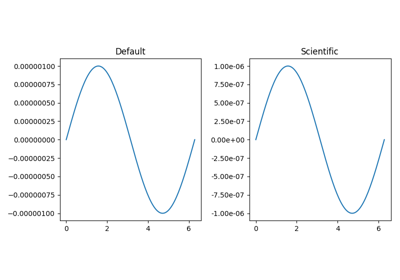 Default
Scientific
0.00000100
0.00000075
0.00000050
0.00000025
0.00000000
−0.00000025
−0.00000050
−0.00000075
−0.00000100
0 2 4 6
1.00e-06
7.50e-07
5.00e-07
2.50e-07
0.00e+00
-2.50e-07
-5.00e-07
-7.50e-07
-1.00e-06
0 2 4 6